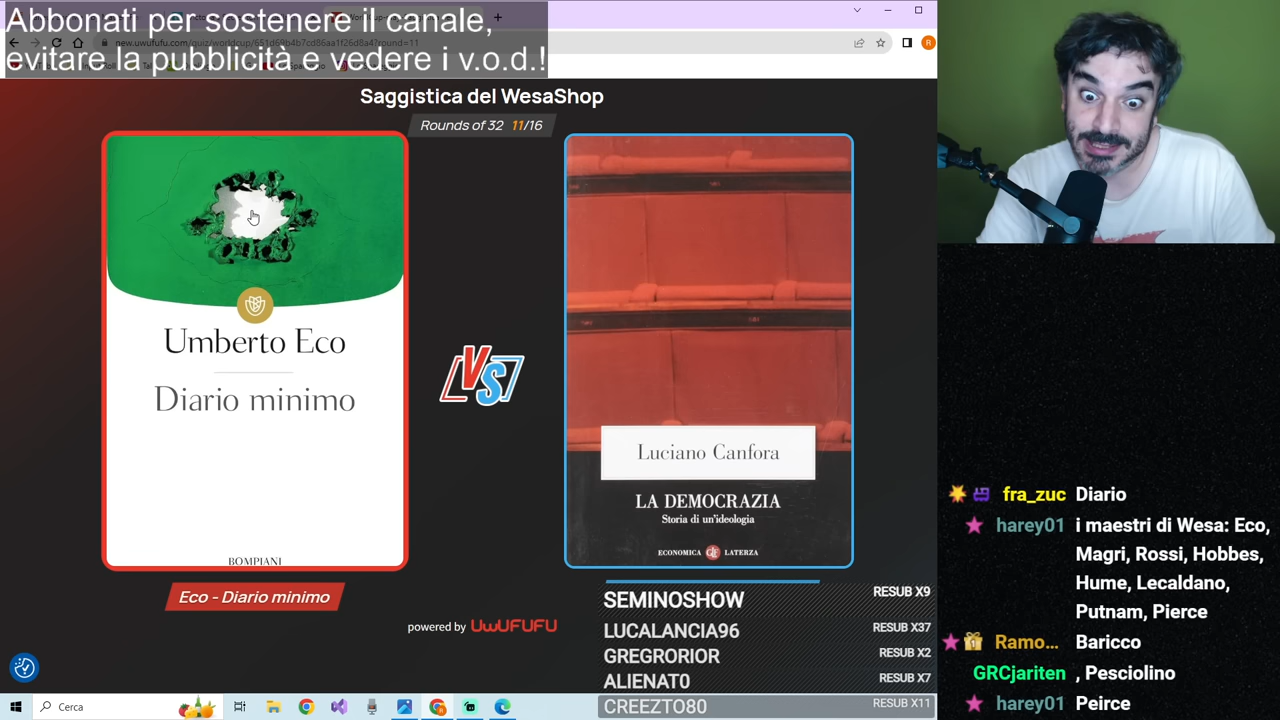 Abbonati per sostenere il canale,
evitare la pubblicità e vedere i v.o.d.!
Saggistica del WesaShop
Rounds of 32 11/16
Umberto Eco
Diario minimo
BOMPIANI
Eco - Diario minimo
VS
Luciano Canfora
LA DEMOCRAZIA
Storia di un'ideologia
ECONOMICA LATERZA
powered by UwUFUFU
SEMINOSHOW RESUB X9
LUCALANCIA96 RESUB X37
GREGRORIOR RESUB X2
ALIENAT0 RESUB X7
CREEZTO80 RESUB X11
fra_zuc Diario
harey01 i maestri di Wesa: Eco,
Magri, Rossi, Hobbes,
Hume, Lecaldano,
Putnam, Pierce
Ramo... Baricco
GRCjariten , Pesciolino
harey01 Peirce
Cerca